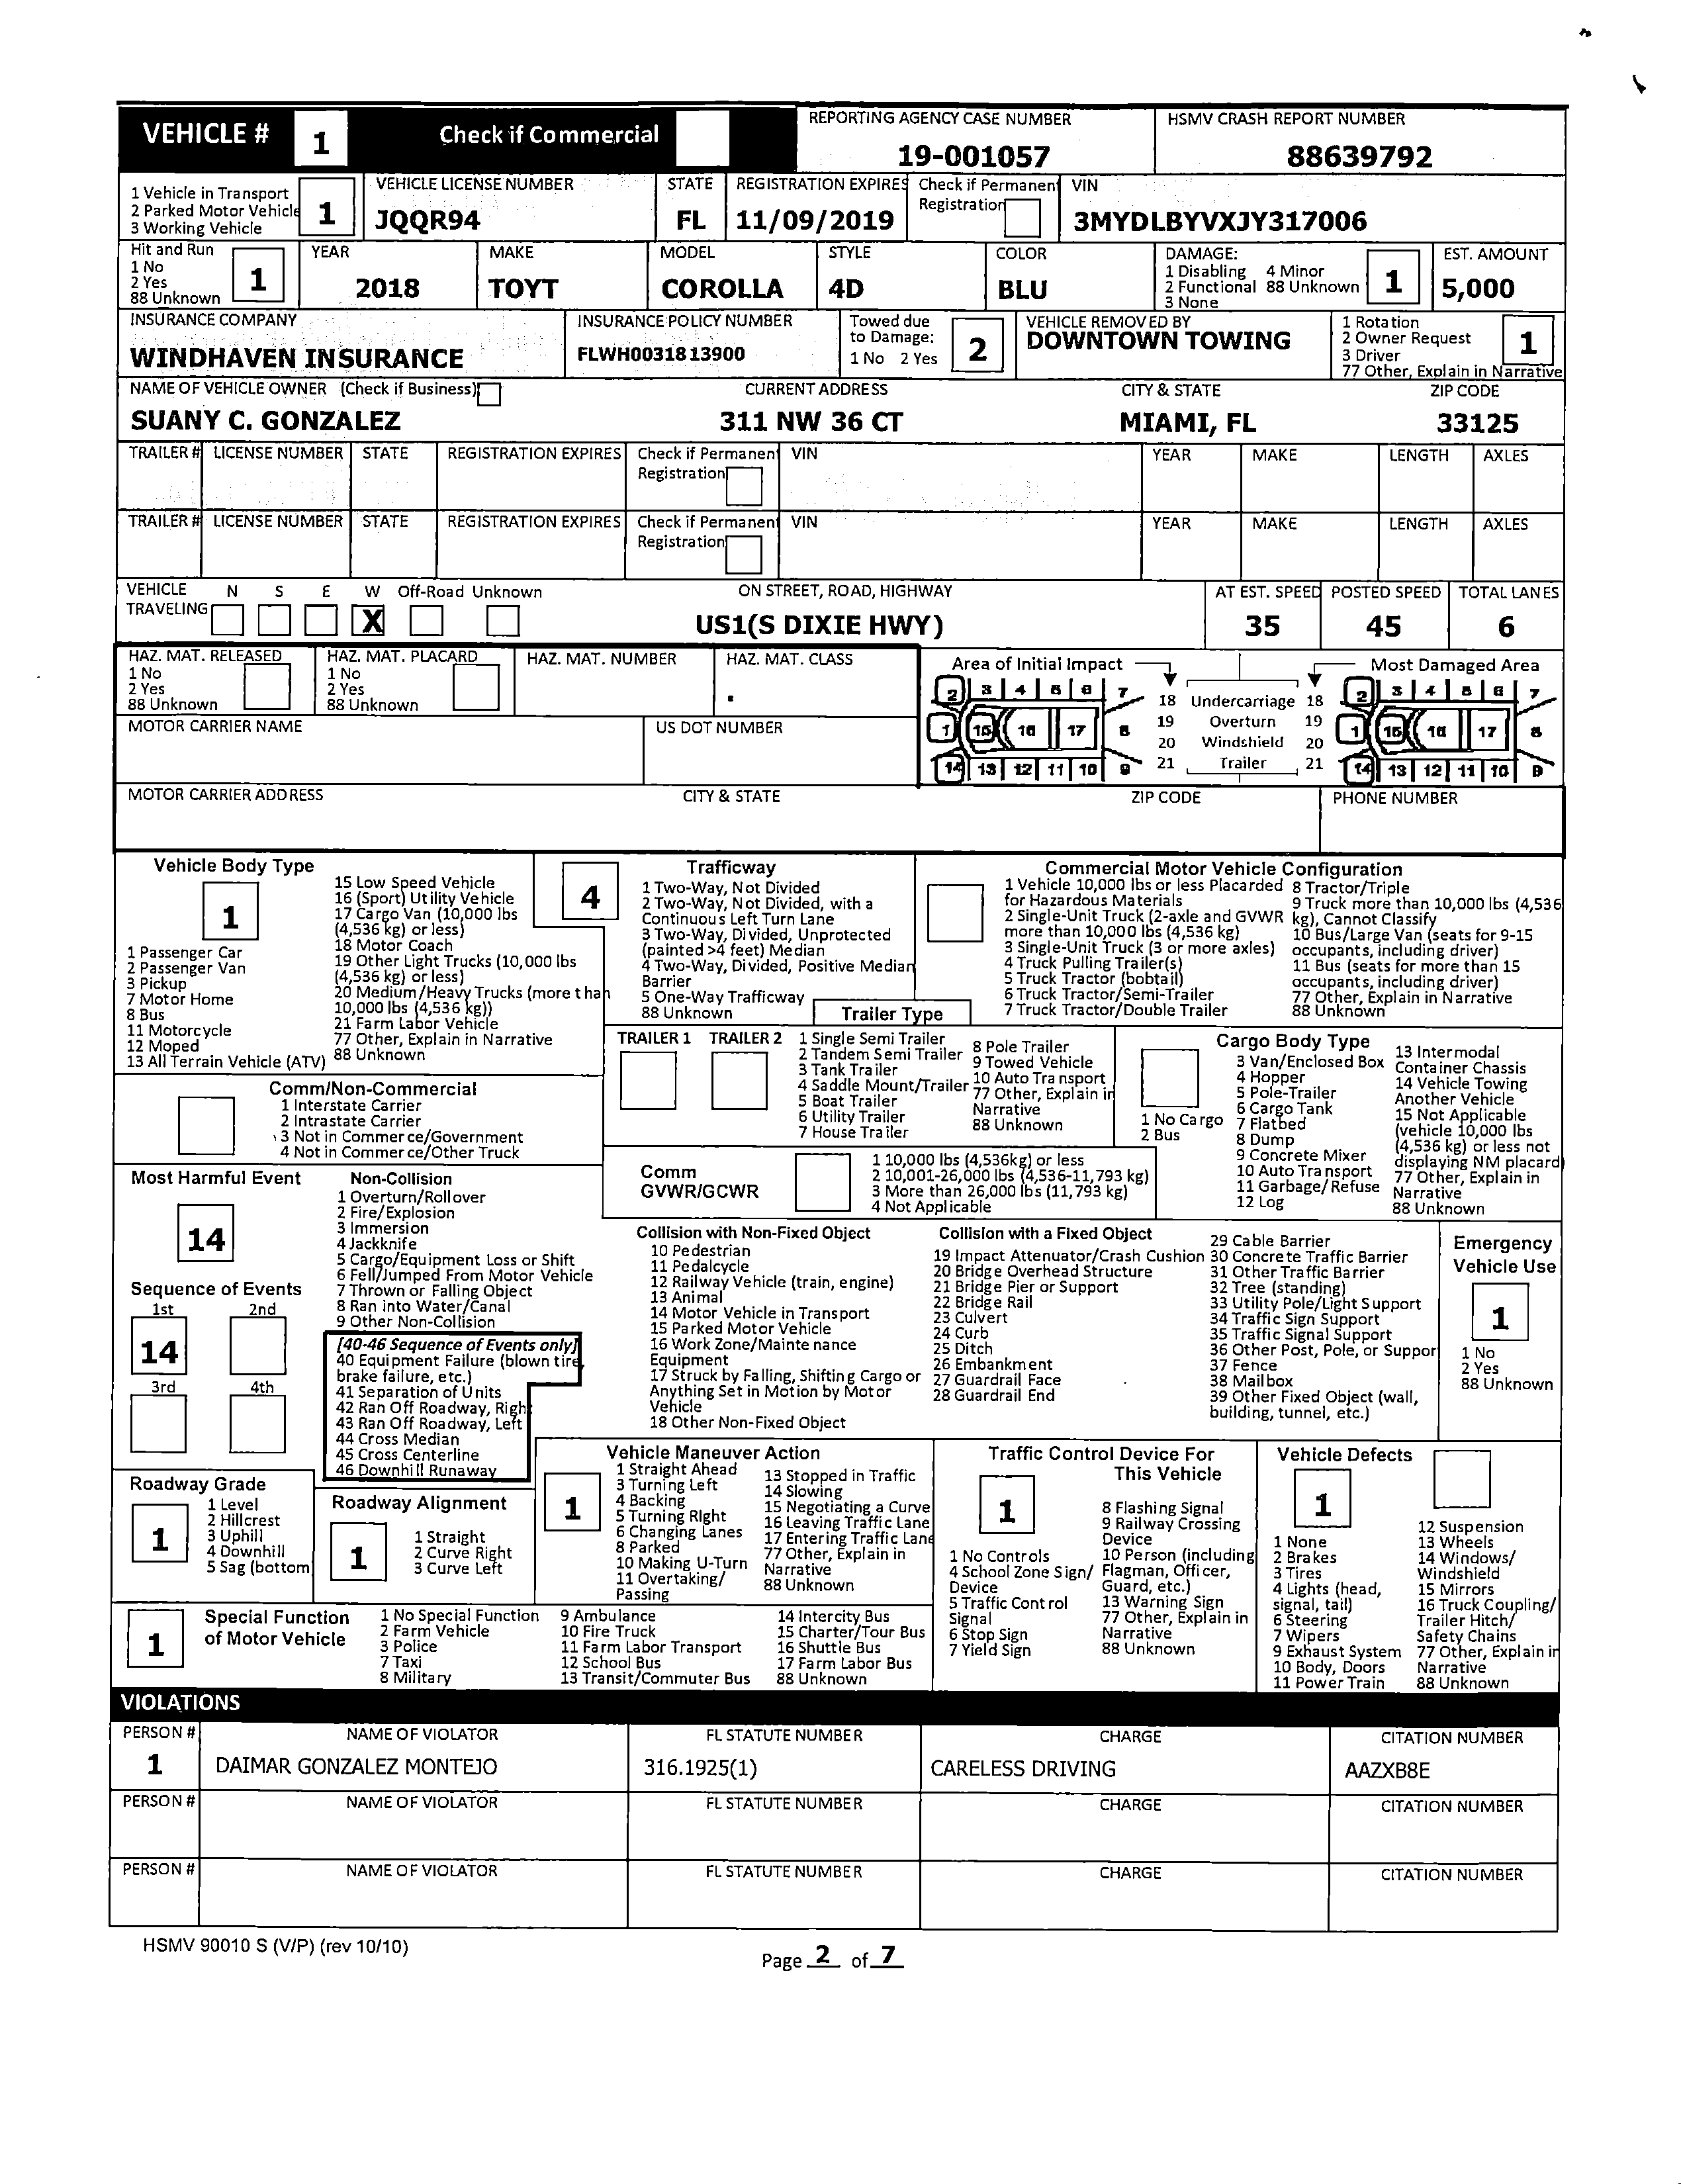 VEHICLE # 1 Check if Commercial
REPORTING AGENCY CASE NUMBER
19-001057
HSMV CRASH REPORT NUMBER
88639792
1 Vehicle in Transport
2 Parked Motor Vehicle
3 Working Vehicle
1
VEHICLE LICENSE NUMBER
JQQR94
STATE
FL
REGISTRATION EXPIRES
11/09/2019
Check if Permanen
Registration
VIN
3MYDLBYVXJY317006
Hit and Run
1 No
2 Yes
88 Unknown
1
YEAR
2018
MAKE
TOYT
MODEL
COROLLA
STYLE
4D
COLOR
BLU
DAMAGE:
1 Disabling 4 Minor
2 Functional 88 Unknown
3 None
1
EST. AMOUNT
5,000
INSURANCE COMPANY
WINDHAVEN INSURANCE
INSURANCE POLICY NUMBER
FLWH0031813900
Towed due
to Damage:
1 No 2 Yes
2
VEHICLE REMOVED BY
DOWNTOWN TOWING
1 Rotation
2 Owner Request
3 Driver
77 Other, Explain in Narrative
1
NAME OF VEHICLE OWNER (Check if Business)
SUANY C. GONZALEZ
CURRENT ADDRESS
311 NW 36 CT
CITY & STATE
MIAMI, FL
ZIP CODE
33125
TRAILER # LICENSE NUMBER STATE REGISTRATION EXPIRES Check if Permanen VIN YEAR MAKE LENGTH AXLES
Registration
TRAILER # LICENSE NUMBER STATE REGISTRATION EXPIRES Check if Permanen VIN YEAR MAKE LENGTH AXLES
Registration
VEHICLE N S E W Off-Road Unknown
TRAVELING X
ON STREET, ROAD, HIGHWAY
US1(S DIXIE HWY)
AT EST. SPEED
35
POSTED SPEED
45
TOTAL LANES
6
HAZ. MAT. RELEASED
1 No
2 Yes
88 Unknown
HAZ. MAT. PLACARD
1 No
2 Yes
88 Unknown
HAZ. MAT. NUMBER
HAZ. MAT. CLASS
MOTOR CARRIER NAME
US DOT NUMBER
Area of Initial Impact
Most Damaged Area
2 3 4 5 6 7
1 15 16 17 8
14 13 12 11 10 9
18 Undercarriage 18
19 Overturn 19
20 Windshield 20
21 Trailer 21
2 3 4 5 6 7
1 15 16 17 8
14 13 12 11 10 9
MOTOR CARRIER ADDRESS
CITY & STATE
ZIP CODE
PHONE NUMBER
Vehicle Body Type
1
1 Passenger Car
2 Passenger Van
3 Pickup
7 Motor Home
8 Bus
11 Motorcycle
12 Moped
13 All Terrain Vehicle (ATV)
15 Low Speed Vehicle
16 (Sport) Utility Vehicle
17 Cargo Van (10,000 lbs
(4,536 kg) or less)
18 Motor Coach
19 Other Light Trucks (10,000 lbs
(4,536 kg) or less)
20 Medium/Heavy Trucks (more than
10,000 lbs (4,536 kg))
21 Farm Labor Vehicle
77 Other, Explain in Narrative
88 Unknown
4
Trafficway
1 Two-Way, Not Divided
2 Two-Way, Not Divided, with a
Continuous Left Turn Lane
3 Two-Way, Divided, Unprotected
(painted >4 feet) Median
4 Two-Way, Divided, Positive Median
Barrier
5 One-Way Trafficway
88 Unknown
Commercial Motor Vehicle Configuration
1 Vehicle 10,000 lbs or less Placarded
for Hazardous Materials
2 Single-Unit Truck (2-axle and GVWR
more than 10,000 lbs (4,536 kg)
3 Single-Unit Truck (3 or more axles)
4 Truck Pulling Trailer(s)
5 Truck Tractor (bobtail)
6 Truck Tractor/Semi-Trailer
7 Truck Tractor/Double Trailer
8 Tractor/Triple
9 Truck more than 10,000 lbs (4,536
kg), Cannot Classify
10 Bus/Large Van (seats for 9-15
occupants, including driver)
11 Bus (seats for more than 15
occupants, including driver)
77 Other, Explain in Narrative
88 Unknown
Trailer Type
TRAILER 1 TRAILER 2
1 Single Semi Trailer
2 Tandem Semi Trailer
3 Tank Trailer
4 Saddle Mount/Trailer
5 Boat Trailer
6 Utility Trailer
7 House Trailer
8 Pole Trailer
9 Towed Vehicle
10 Auto Transport
77 Other, Explain in
Narrative
88 Unknown
Cargo Body Type
1 No Cargo
2 Bus
3 Van/Enclosed Box
4 Hopper
5 Pole-Trailer
6 Cargo Tank
7 Flatbed
8 Dump
9 Concrete Mixer
10 Auto Transport
11 Garbage/Refuse
12 Log
13 Intermodal
Container Chassis
14 Vehicle Towing
Another Vehicle
15 Not Applicable
(vehicle 10,000 lbs
(4,536 kg) or less not
displaying NM placard
77 Other, Explain in
Narrative
88 Unknown
Comm/Non-Commercial
1 Interstate Carrier
2 Intrastate Carrier
3 Not in Commerce/Government
4 Not in Commerce/Other Truck
Comm
GVWR/GCWR
1 10,000 lbs (4,536kg) or less
2 10,001-26,000 lbs (4,536-11,793 kg)
3 More than 26,000 lbs (11,793 kg)
4 Not Applicable
Most Harmful Event
14
Sequence of Events
1st 2nd
14
3rd 4th
Non-Collision
1 Overturn/Rollover
2 Fire/Explosion
3 Immersion
4 Jackknife
5 Cargo/Equipment Loss or Shift
6 Fell/Jumped From Motor Vehicle
7 Thrown or Falling Object
8 Ran into Water/Canal
9 Other Non-Collision
[40-46 Sequence of Events only]
40 Equipment Failure (blown tire,
brake failure, etc.)
41 Separation of Units
42 Ran Off Roadway, Right
43 Ran Off Roadway, Left
44 Cross Median
45 Cross Centerline
46 Downhill Runaway
Collision with Non-Fixed Object
10 Pedestrian
11 Pedalcycle
12 Railway Vehicle (train, engine)
13 Animal
14 Motor Vehicle in Transport
15 Parked Motor Vehicle
16 Work Zone/Maintenance
Equipment
17 Struck by Falling, Shifting Cargo or
Anything Set in Motion by Motor
Vehicle
18 Other Non-Fixed Object
Collision with a Fixed Object
19 Impact Attenuator/Crash Cushion
20 Bridge Overhead Structure
21 Bridge Pier or Support
22 Bridge Rail
23 Culvert
24 Curb
25 Ditch
26 Embankment
27 Guardrail Face
28 Guardrail End
29 Cable Barrier
30 Concrete Traffic Barrier
31 Other Traffic Barrier
32 Tree (standing)
33 Utility Pole/Light Support
34 Traffic Sign Support
35 Traffic Signal Support
36 Other Post, Pole, or Suppor
37 Fence
38 Mailbox
39 Other Fixed Object (wall,
building, tunnel, etc.)
Emergency
Vehicle Use
1
1 No
2 Yes
88 Unknown
Roadway Grade
1
1 Level
2 Hillcrest
3 Uphill
4 Downhill
5 Sag (bottom)
Roadway Alignment
1
1 Straight
2 Curve Right
3 Curve Left
Vehicle Maneuver Action
1
1 Straight Ahead
3 Turning Left
4 Backing
5 Turning Right
6 Changing Lanes
8 Parked
10 Making U-Turn
11 Overtaking/
Passing
13 Stopped in Traffic
14 Slowing
15 Negotiating a Curve
16 Leaving Traffic Lane
17 Entering Traffic Lane
77 Other, Explain in
Narrative
88 Unknown
Traffic Control Device For
This Vehicle
1
1 No Controls
4 School Zone Sign/
Device
5 Traffic Control
Signal
6 Stop Sign
7 Yield Sign
8 Flashing Signal
9 Railway Crossing
Device
10 Person (including
Flagman, Officer,
Guard, etc.)
13 Warning Sign
77 Other, Explain in
Narrative
88 Unknown
Vehicle Defects
1
1 None
2 Brakes
3 Tires
4 Lights (head,
signal, tail)
6 Steering
7 Wipers
9 Exhaust System
10 Body, Doors
11 Power Train
12 Suspension
13 Wheels
14 Windows/
Windshield
15 Mirrors
16 Truck Coupling/
Trailer Hitch/
Safety Chains
77 Other, Explain in
Narrative
88 Unknown
1
Special Function
of Motor Vehicle
1 No Special Function
2 Farm Vehicle
3 Police
7 Taxi
8 Military
9 Ambulance
10 Fire Truck
11 Farm Labor Transport
12 School Bus
13 Transit/Commuter Bus
14 Intercity Bus
15 Charter/Tour Bus
16 Shuttle Bus
17 Farm Labor Bus
88 Unknown
VIOLATIONS
PERSON # NAME OF VIOLATOR FL STATUTE NUMBER CHARGE CITATION NUMBER
1 DAIMAR GONZALEZ MONTEJO 316.1925(1) CARELESS DRIVING AAZXB8E
PERSON # NAME OF VIOLATOR FL STATUTE NUMBER CHARGE CITATION NUMBER
PERSON # NAME OF VIOLATOR FL STATUTE NUMBER CHARGE CITATION NUMBER
HSMV 90010 S (V/P) (rev 10/10)
Page 2 of 7